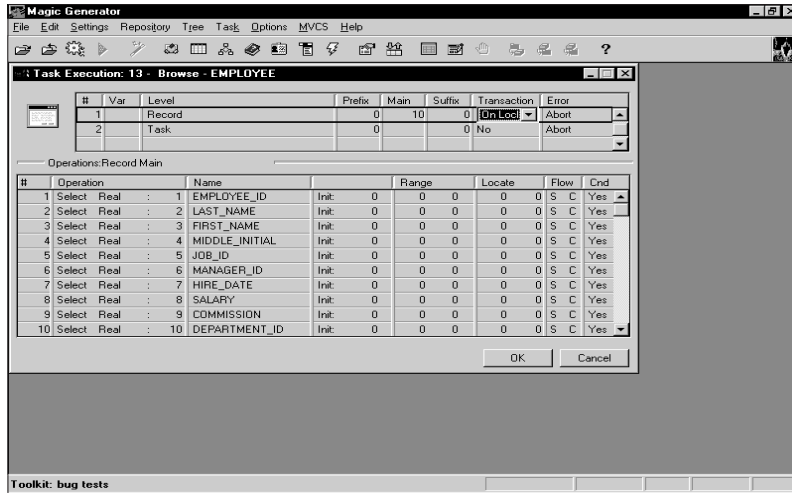 Magic Generator
File Edit Settings Repository Tree Task Options MVCS Help
?
Task Execution: 13 - Browse - EMPLOYEE
# Var Level Prefix Main Suffix Transaction Error
1 Record 0 10 0 On Loc Abort
2 Task 0 0 No Abort
Operations:Record Main
# Operation Name Range Locate Flow Cnd
1 Select Real : 1 EMPLOYEE_ID Init: 0 0 0 0 0 S C Yes
2 Select Real : 2 LAST_NAME Init: 0 0 0 0 0 S C Yes
3 Select Real : 3 FIRST_NAME Init: 0 0 0 0 0 S C Yes
4 Select Real : 4 MIDDLE_INITIAL Init: 0 0 0 0 0 S C Yes
5 Select Real : 5 JOB_ID Init: 0 0 0 0 0 S C Yes
6 Select Real : 6 MANAGER_ID Init: 0 0 0 0 0 S C Yes
7 Select Real : 7 HIRE_DATE Init: 0 0 0 0 0 S C Yes
8 Select Real : 8 SALARY Init: 0 0 0 0 0 S C Yes
9 Select Real : 9 COMMISSION Init: 0 0 0 0 0 S C Yes
10 Select Real : 10 DEPARTMENT_ID Init: 0 0 0 0 0 S C Yes
OK Cancel
Toolkit: bug tests